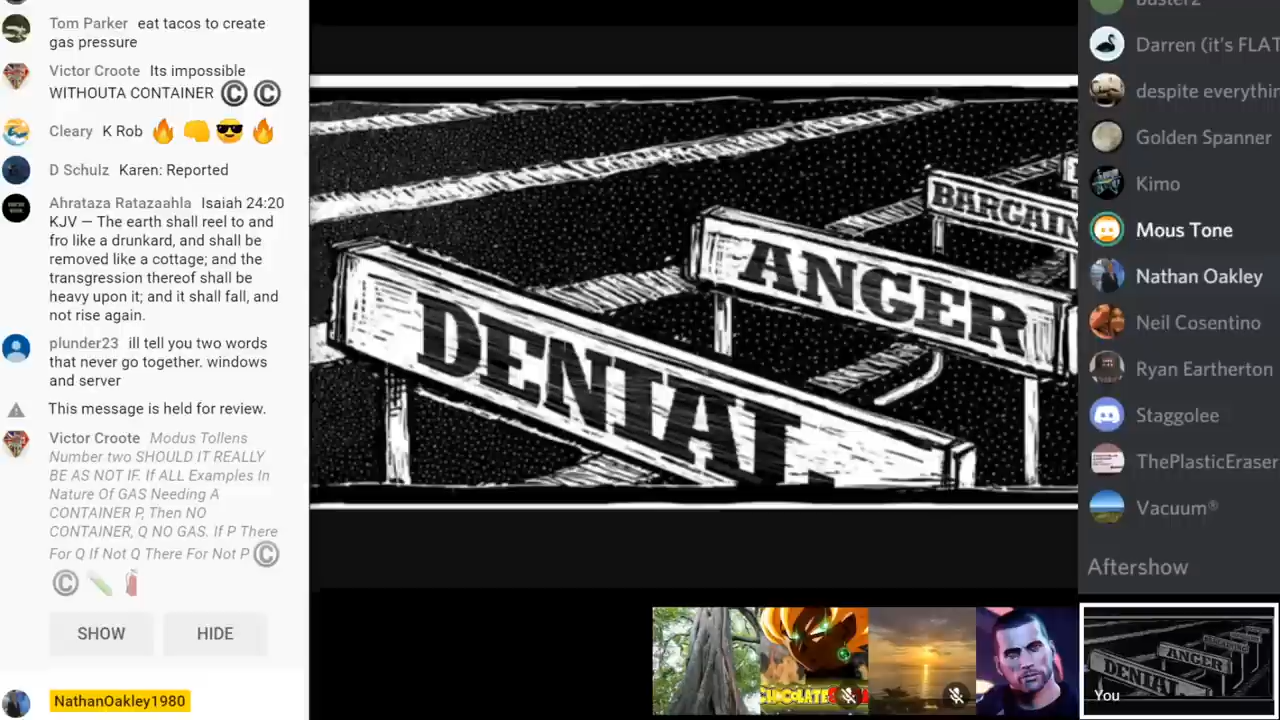 Tom Parker eat tacos to create
gas pressure
Victor Croote Its impossible
WITHOUTA CONTAINER © ©
Cleary K Rob 🔥 👊 😎 🔥
D Schulz Karen: Reported
Ahrataza Ratazaahla Isaiah 24:20
KJV — The earth shall reel to and
fro like a drunkard, and shall be
removed like a cottage; and the
transgression thereof shall be
heavy upon it; and it shall fall, and
not rise again.
plunder23 ill tell you two words
that never go together. windows
and server
This message is held for review.
Victor Croote Modus Tollens
Number two SHOULD IT REALLY
BE AS NOT IF. If ALL Examples In
Nature Of GAS Needing A
CONTAINER P, Then NO
CONTAINER, Q NO GAS. If P There
For Q If Not Q There For Not P ©
©
SHOW HIDE
NathanOakley1980
DENIAL
ANGER
BARGAIN
Darren (it's FLAT
despite everythin
Golden Spanner
Kimo
Mous Tone
Nathan Oakley
Neil Cosentino
Ryan Eartherton
Staggolee
ThePlasticEraser
Vacuum®
Aftershow
DENIAL
ANGER
You